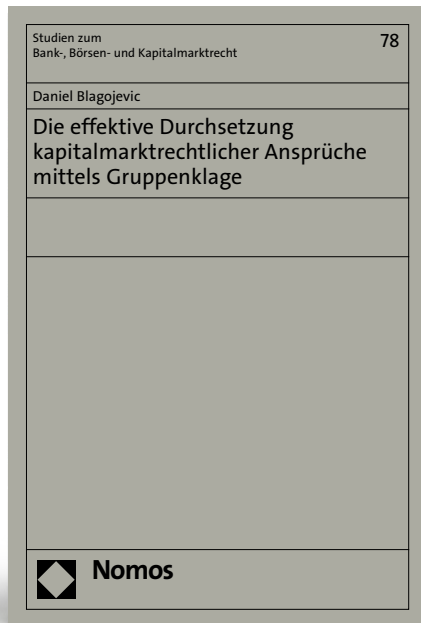 Studien zum
Bank-, Börsen- und Kapitalmarktrecht
78
Daniel Blagojevic
Die effektive Durchsetzung
kapitalmarktrechtlicher Ansprüche
mittels Gruppenklage
Nomos